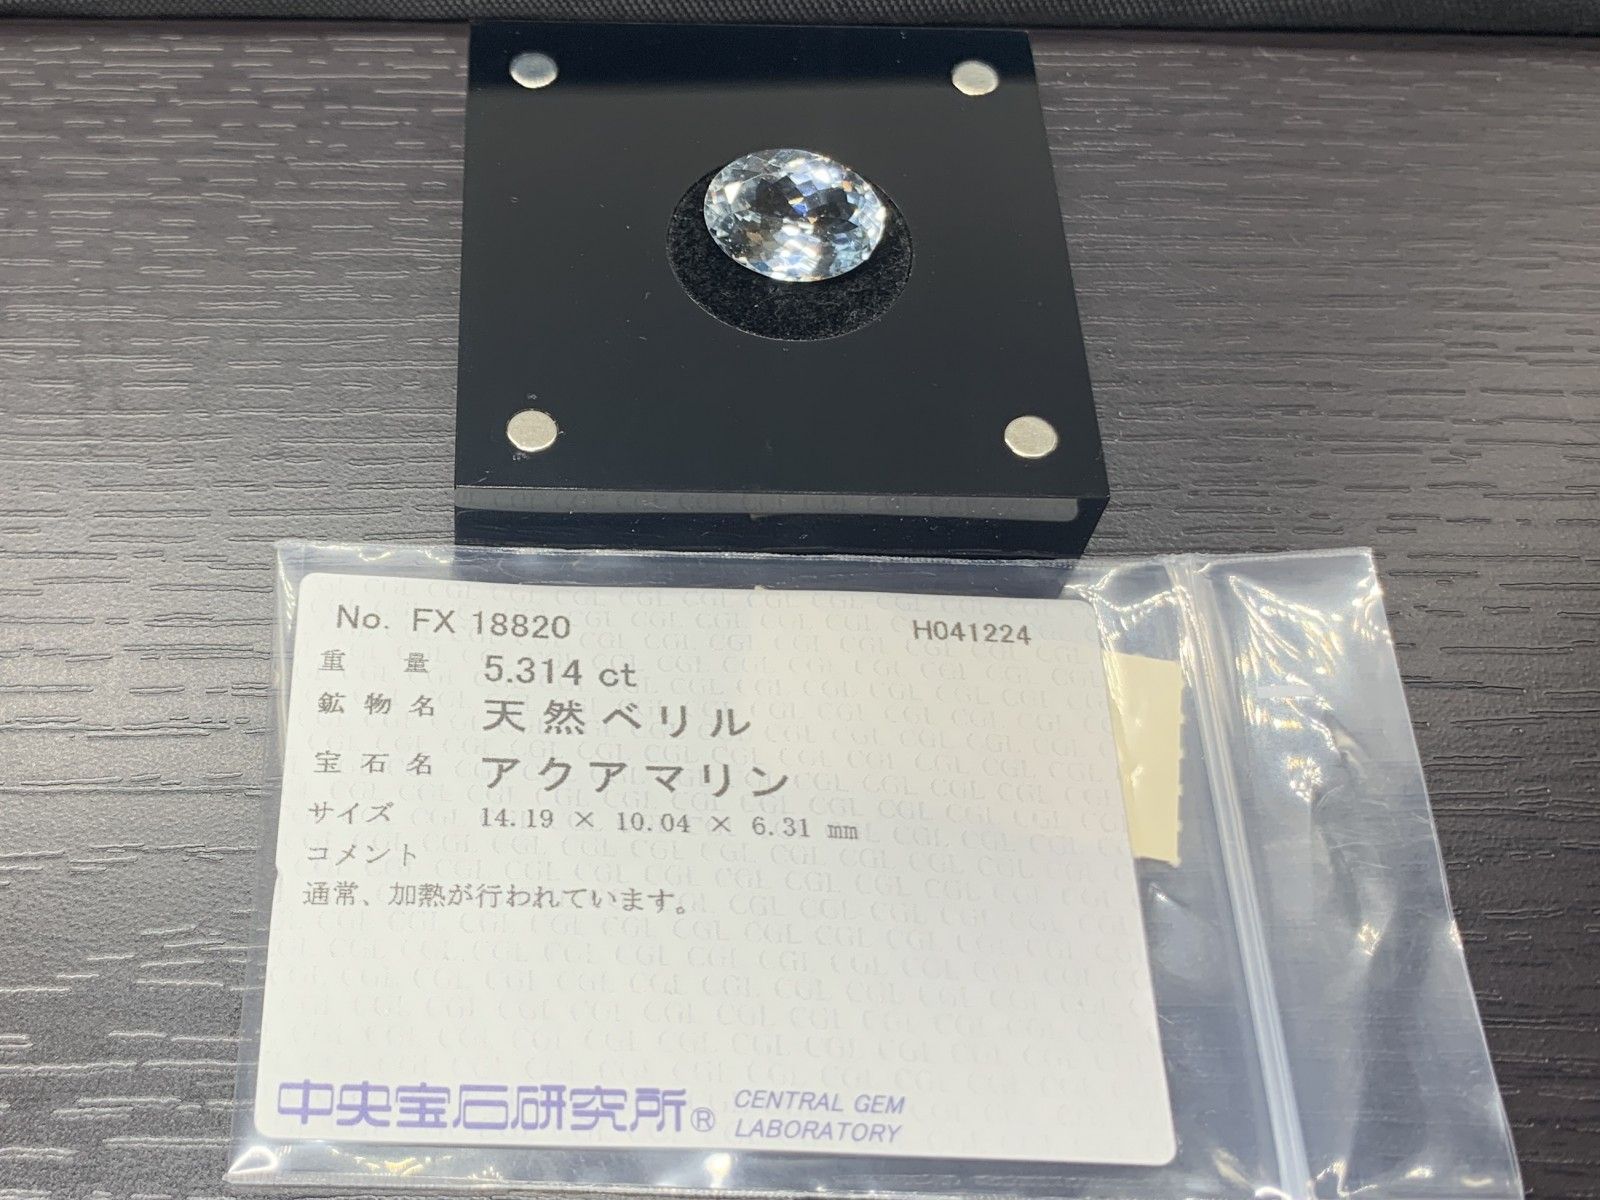 No. FX 18820 H041224
重量 5.314 ct
鉱物名 天然ベリル
宝石名 アクアマリン
サイズ 14.19 × 10.04 × 6.31 mm
コメント
通常、加熱が行われています。
中央宝石研究所® CENTRAL GEM
LABORATORY